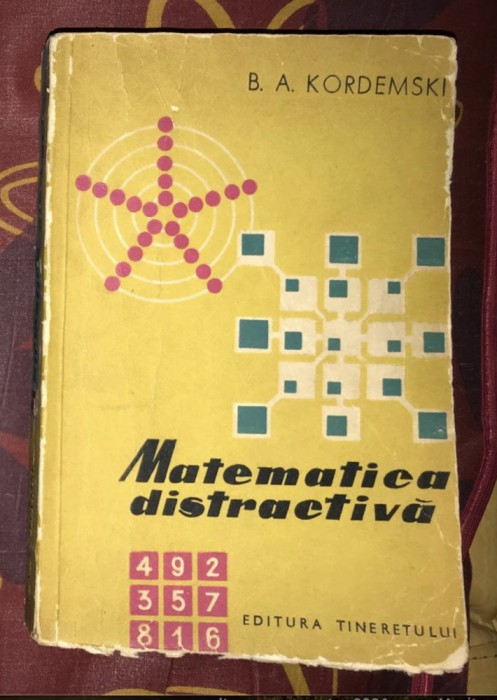 B. A. KORDEMSKI
Matematica
distractivă
4 9 2
3 5 7
8 1 6
EDITURA TINERETULUI